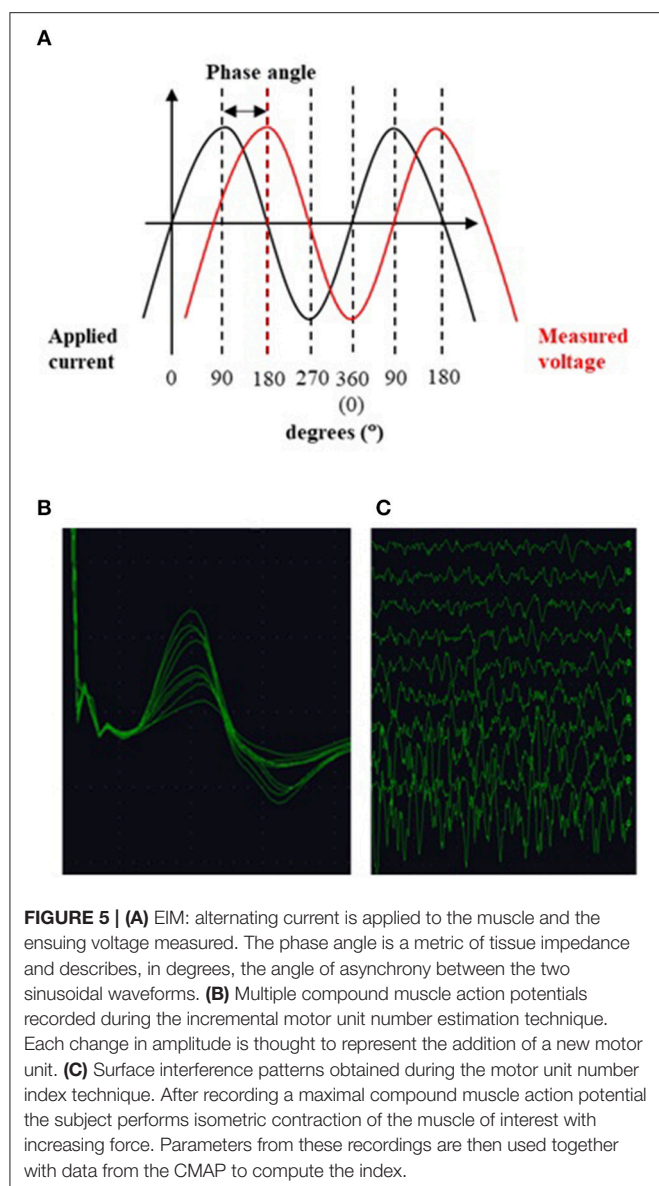 A
Phase angle
Applied
current
Measured
voltage
0 90 180 270 360 90 180
(0)
degrees (º)
B
C
FIGURE 5 | (A) EIM: alternating current is applied to the muscle and the
ensuing voltage measured. The phase angle is a metric of tissue impedance
and describes, in degrees, the angle of asynchrony between the two
sinusoidal waveforms. (B) Multiple compound muscle action potentials
recorded during the incremental motor unit number estimation technique.
Each change in amplitude is thought to represent the addition of a new motor
unit. (C) Surface interference patterns obtained during the motor unit number
index technique. After recording a maximal compound muscle action potential
the subject performs isometric contraction of the muscle of interest with
increasing force. Parameters from these recordings are then used together
with data from the CMAP to compute the index.